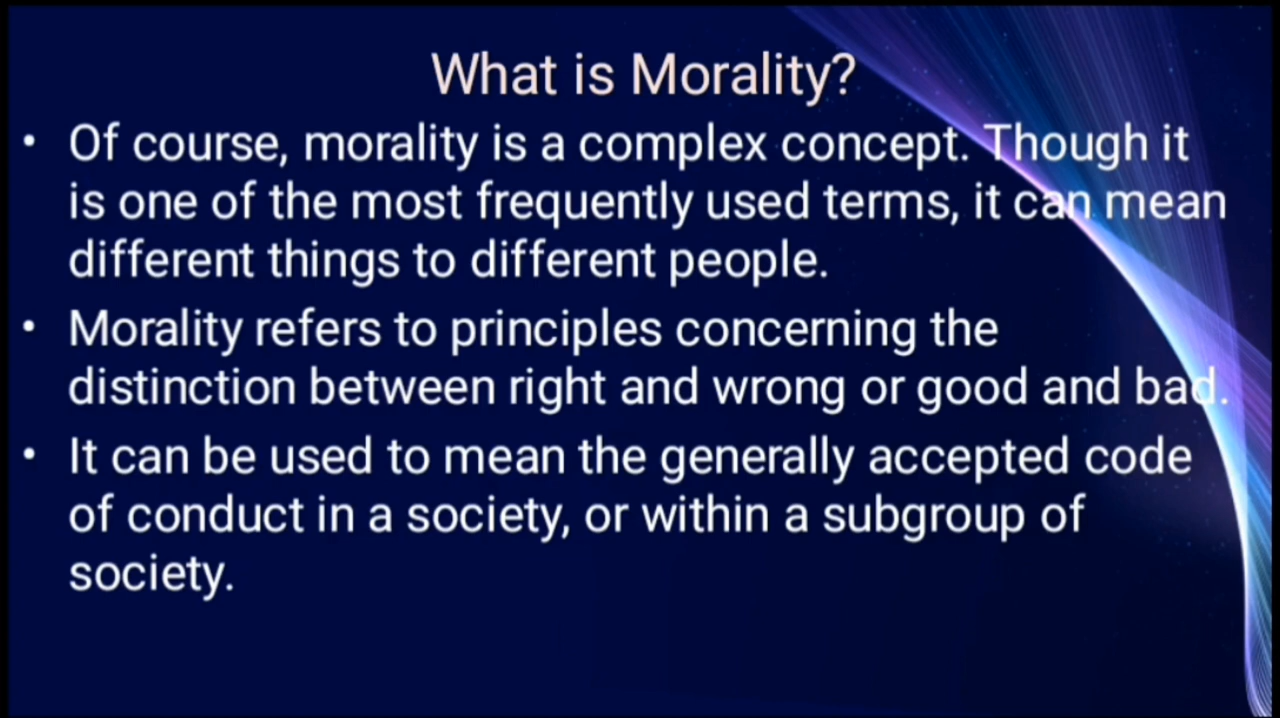 What is Morality?
• Of course, morality is a complex concept. Though it
is one of the most frequently used terms, it can mean
different things to different people.
• Morality refers to principles concerning the
distinction between right and wrong or good and bad.
• It can be used to mean the generally accepted code
of conduct in a society, or within a subgroup of
society.